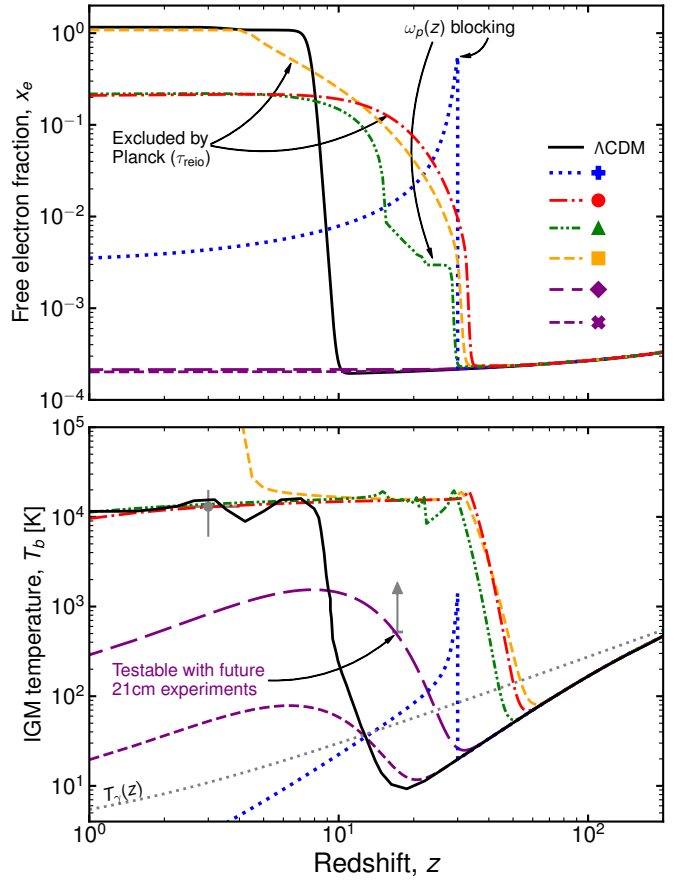 10^0
10^-1
10^-2
10^-3
10^-4
Free electron fraction, x_e
ω_p(z) blocking
Excluded by
Planck (τ_reio)
ΛCDM
10^5
10^4
10^3
10^2
10^1
IGM temperature, T_b [K]
Testable with future
21cm experiments
T_γ(z)
10^0
10^1
10^2
Redshift, z